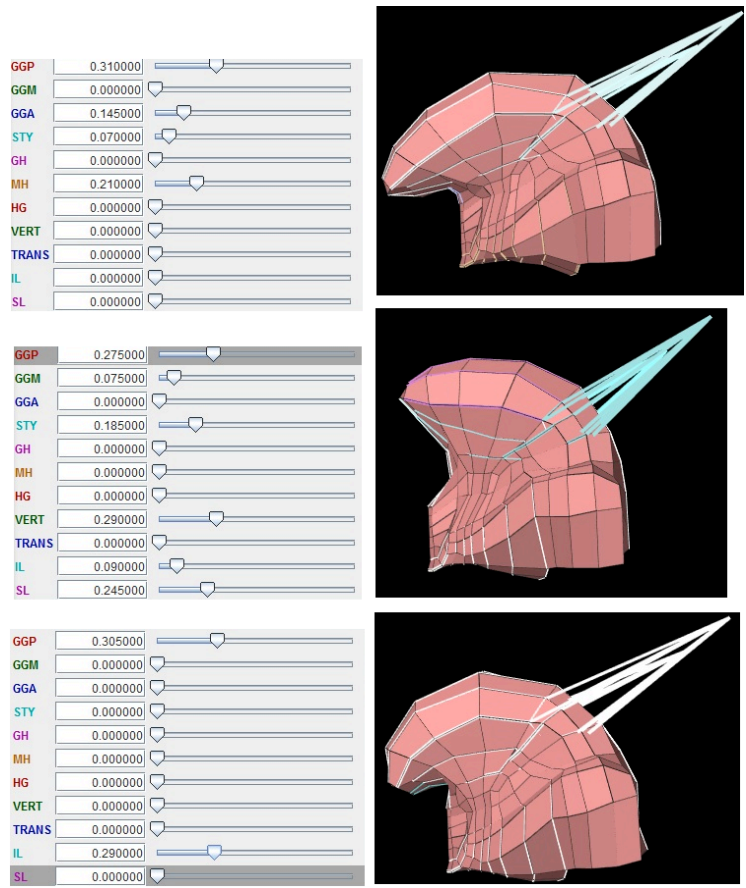 GGP 0.310000
GGM 0.000000
GGA 0.145000
STY 0.070000
GH 0.000000
MH 0.210000
HG 0.000000
VERT 0.000000
TRANS 0.000000
IL 0.000000
SL 0.000000
GGP 0.275000
GGM 0.075000
GGA 0.000000
STY 0.185000
GH 0.000000
MH 0.000000
HG 0.000000
VERT 0.290000
TRANS 0.000000
IL 0.090000
SL 0.245000
GGP 0.305000
GGM 0.000000
GGA 0.000000
STY 0.000000
GH 0.000000
MH 0.000000
HG 0.000000
VERT 0.000000
TRANS 0.000000
IL 0.290000
SL 0.000000